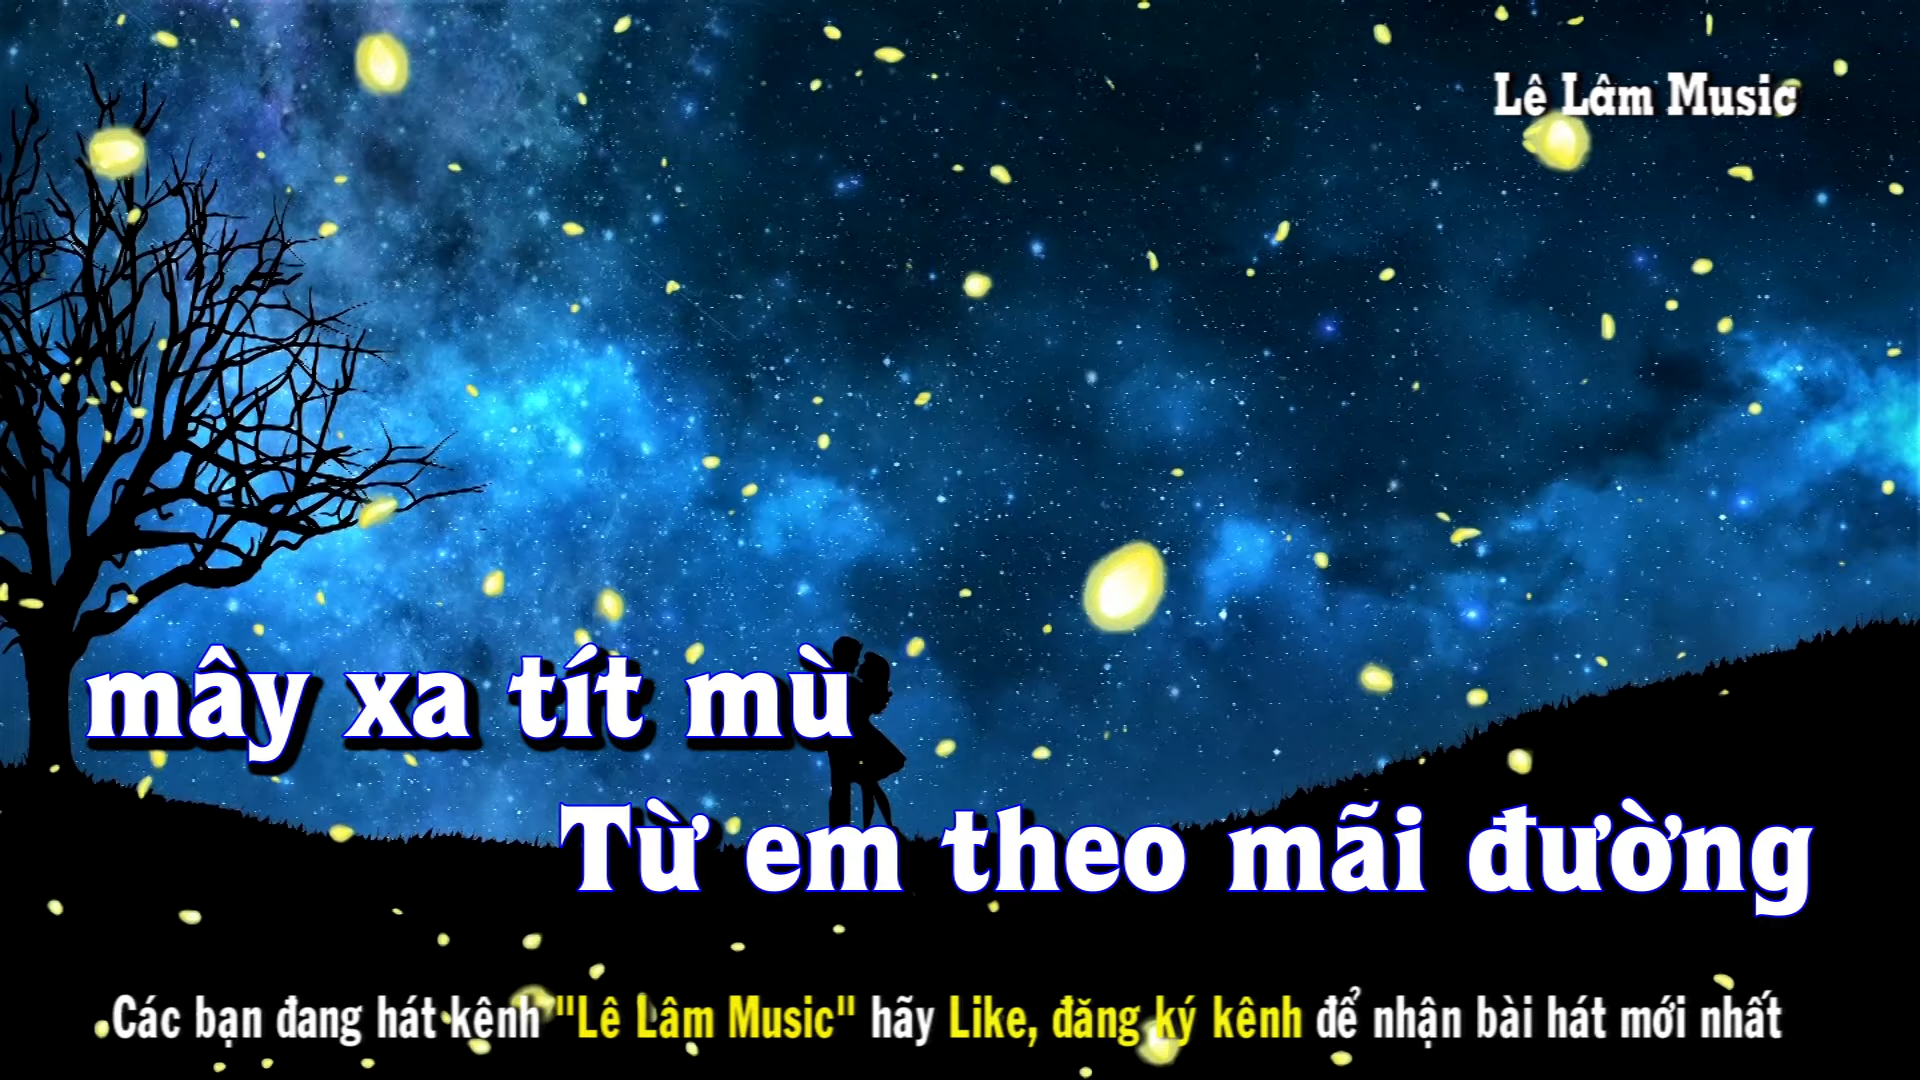 Lê Lâm Music
mây xa tít mù
Từ em theo mãi đường
Các bạn đang hát kênh "Lê Lâm Music" hãy Like, đăng ký kênh để nhận bài hát mới nhất